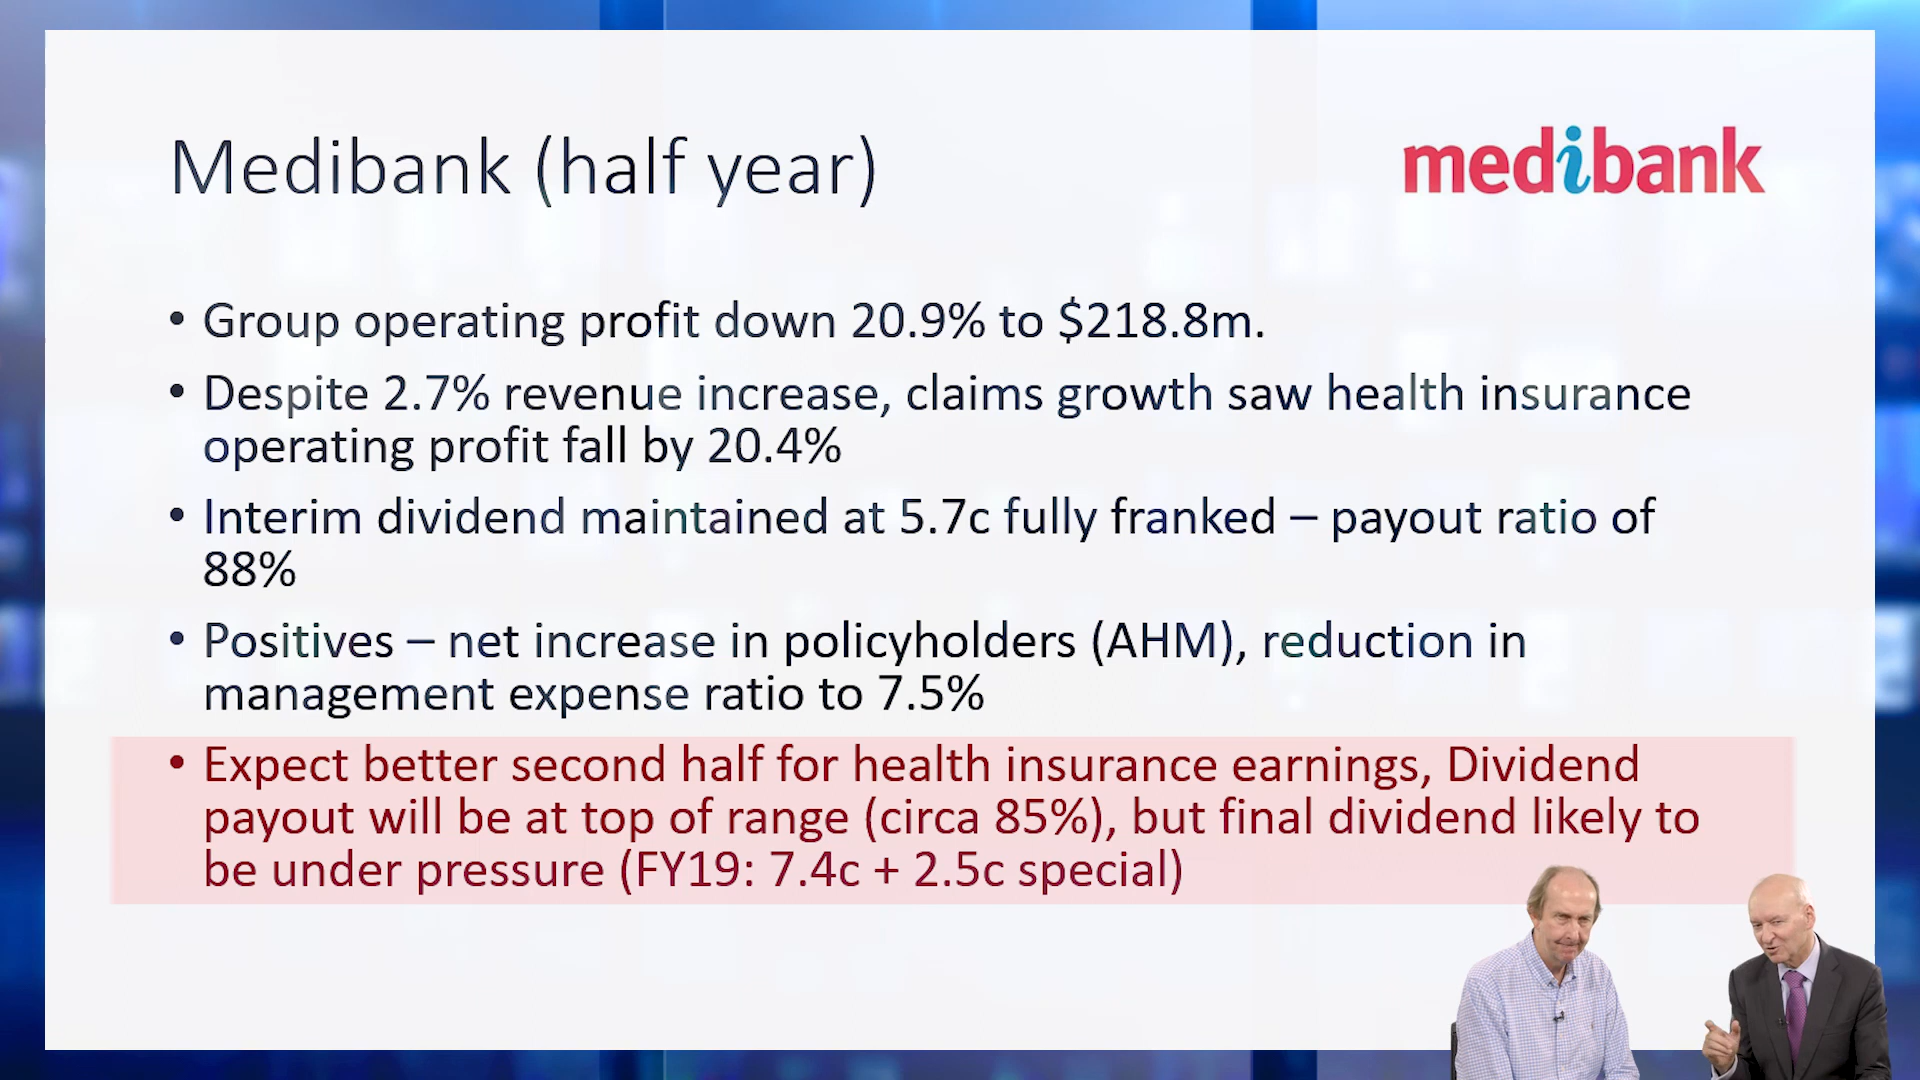 Medibank (half year)
medibank
• Group operating profit down 20.9% to $218.8m.
• Despite 2.7% revenue increase, claims growth saw health insurance
operating profit fall by 20.4%
• Interim dividend maintained at 5.7c fully franked – payout ratio of
88%
• Positives – net increase in policyholders (AHM), reduction in
management expense ratio to 7.5%
• Expect better second half for health insurance earnings, Dividend
payout will be at top of range (circa 85%), but final dividend likely to
be under pressure (FY19: 7.4c + 2.5c special)